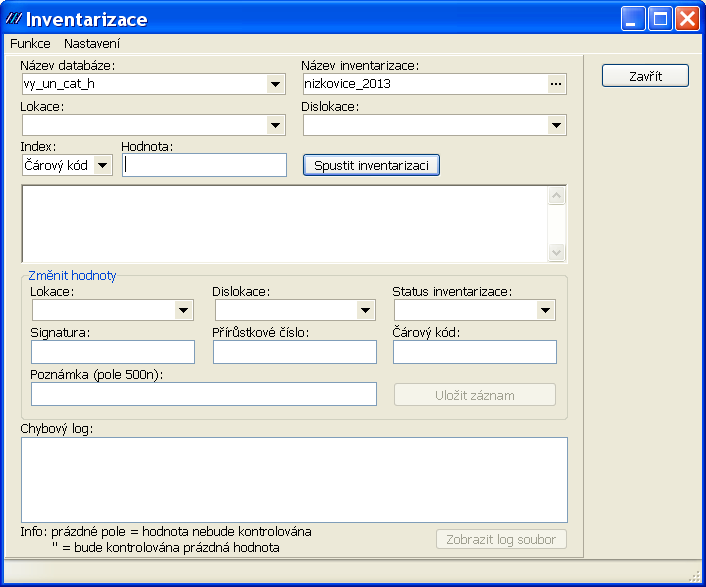 Inventarizace
Funkce Nastavení
Název databáze: Název inventarizace:
vy_un_cat_h nizkovice_2013 ...
Zavřít
Lokace: Dislokace:
Index: Hodnota:
Čárový kód Spustit inventarizaci
Změnit hodnoty
Lokace: Dislokace: Status inventarizace:
Signatura: Přírůstkové číslo: Čárový kód:
Poznámka (pole 500n):
Uložit záznam
Chybový log:
Info: prázdné pole = hodnota nebude kontrolována
'' = bude kontrolována prázdná hodnota
Zobrazit log soubor